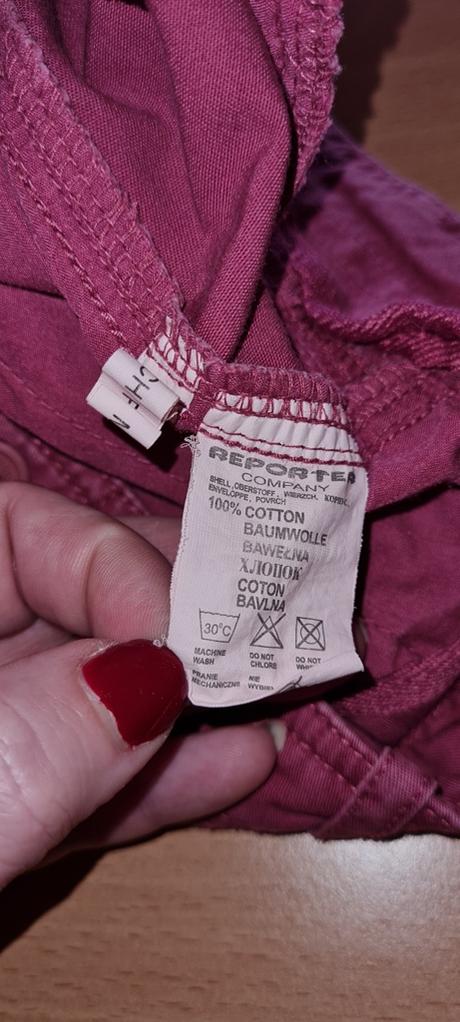 REPORTER
COMPANY
SHELL, OBERSTOFF, WIERZCH,
ENVELOPPE, POVRCH
100% COTTON
BAUMWOLLE
BAWEŁNA
ХЛОПОК
COTON
BAVLNA
30°C
MACHINE
WASH
DO NOT
CHLORE
DO NOT
PRANIE
MECHANICZNE
NIE